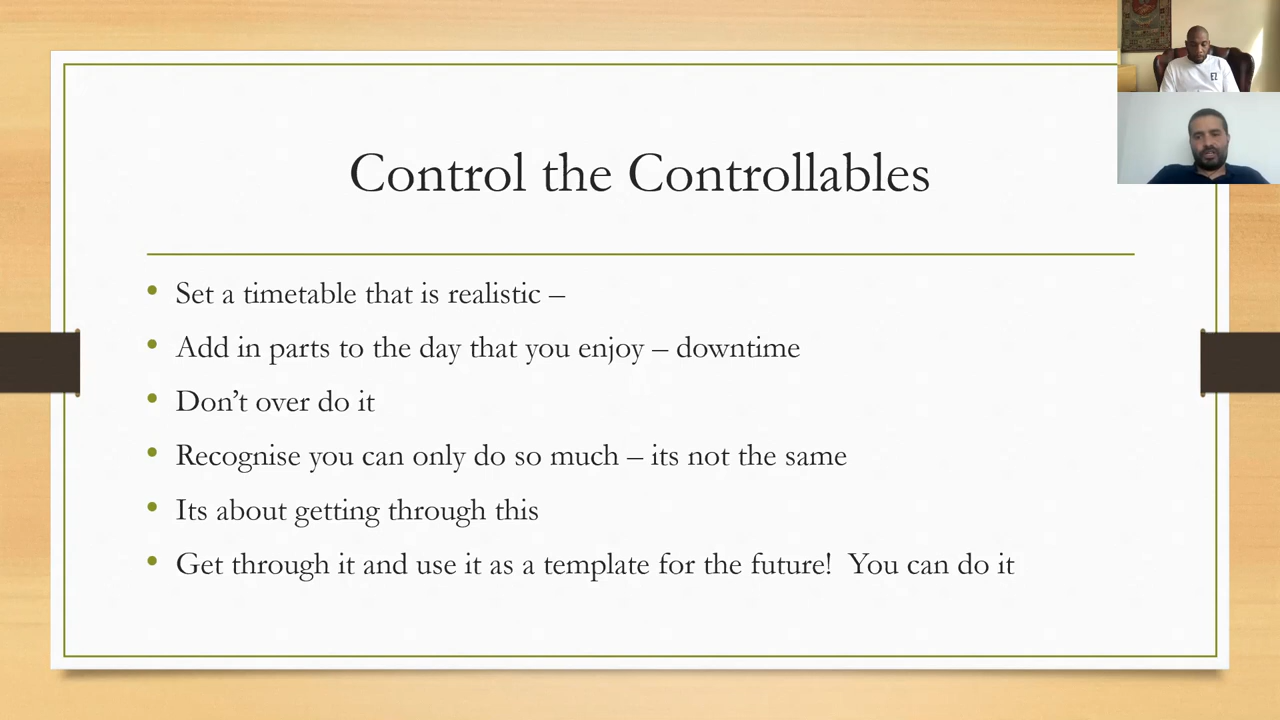 Control the Controllables
Set a timetable that is realistic –
Add in parts to the day that you enjoy – downtime
Don’t over do it
Recognise you can only do so much – its not the same
Its about getting through this
Get through it and use it as a template for the future!  You can do it